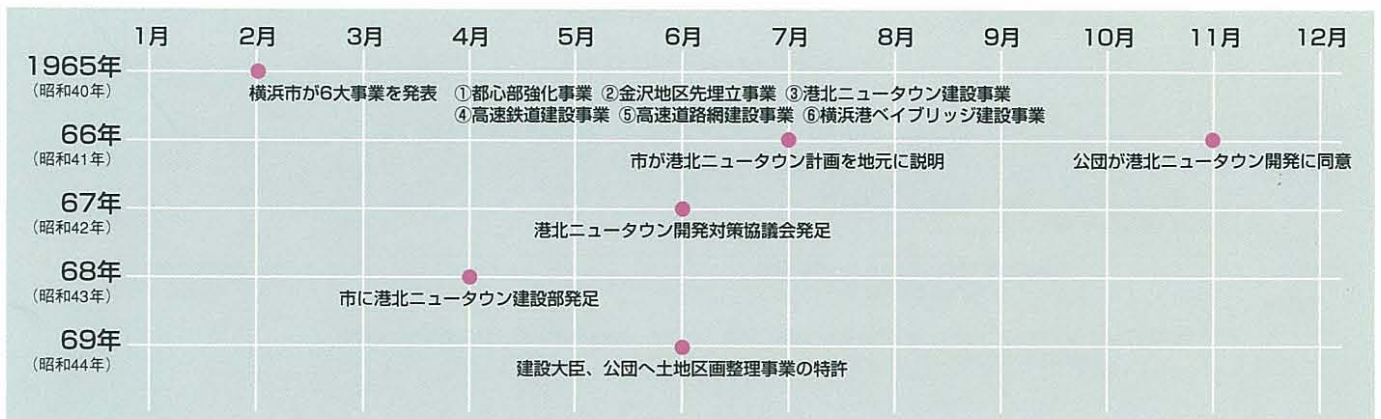 1月 2月 3月 4月 5月 6月 7月 8月 9月 10月 11月 12月
1965年
(昭和40年)
横浜市が6大事業を発表 ①都心部強化事業 ②金沢地区先埋立事業 ③港北ニュータウン建設事業
④高速鉄道建設事業 ⑤高速道路網建設事業 ⑥横浜港ベイブリッジ建設事業
66年
(昭和41年)
市が港北ニュータウン計画を地元に説明 公団が港北ニュータウン開発に同意
67年
(昭和42年)
港北ニュータウン開発対策協議会発足
68年
(昭和43年)
市に港北ニュータウン建設部発足
69年
(昭和44年)
建設大臣、公団へ土地区画整理事業の特許